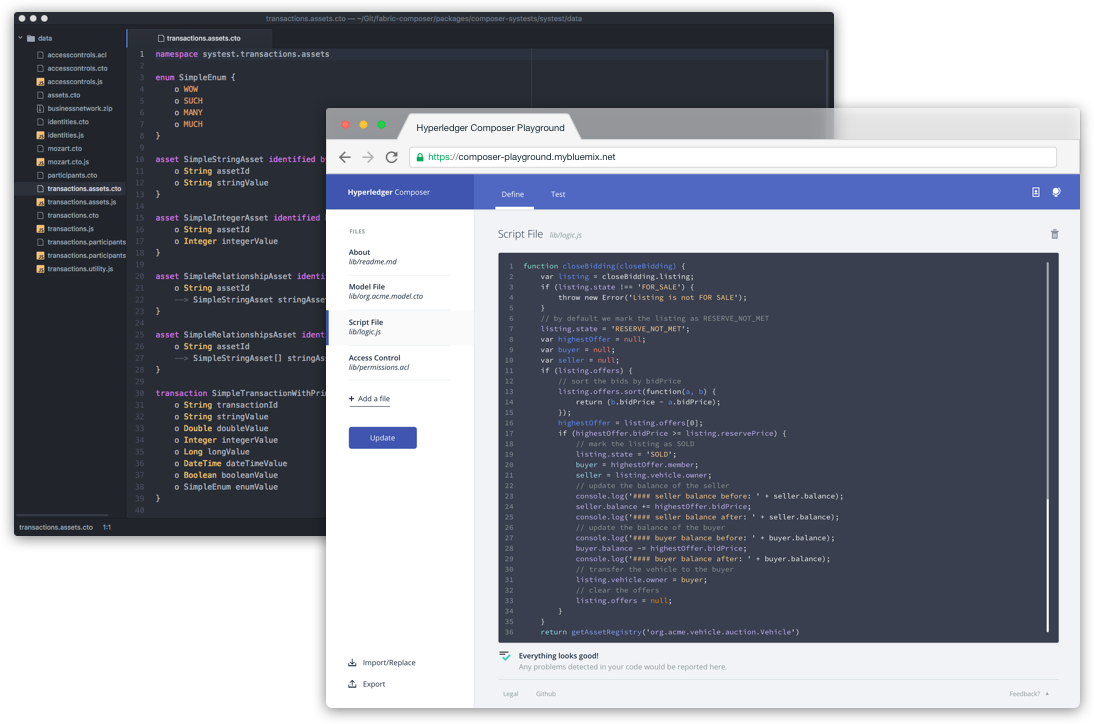 transactions.assets.cto — ~/Git/fabric-composer/packages/composer-systests/systest/data
data
accesscontrols.acl
accesscontrols.cto
accesscontrols.js
assets.cto
businessnetwork.zip
identities.cto
identities.js
mozart.cto
mozart.cto.js
participants.cto
transactions.assets.cto
transactions.assets.js
transactions.cto
transactions.js
transactions.participants
transactions.participants
transactions.utility.js
transactions.assets.cto
1 namespace systest.transactions.assets
2
3 enum SimpleEnum {
4 o WOW
5 o SUCH
6 o MANY
7 o MUCH
8 }
9
10 asset SimpleStringAsset identified by
11 o String assetId
12 o String stringValue
13 }
14
15 asset SimpleIntegerAsset identified
16 o String assetId
17 o Integer integerValue
18 }
19
20 asset SimpleRelationshipAsset identi
21 o String assetId
22 --> SimpleStringAsset stringAsse
23 }
24
25 asset SimpleRelationshipsAsset ident
26 o String assetId
27 --> SimpleStringAsset[] stringAs
28 }
29
30 transaction SimpleTransactionWithPri
31 o String transactionId
32 o String stringValue
33 o Double doubleValue
34 o Integer integerValue
35 o Long longValue
36 o DateTime dateTimeValue
37 o Boolean booleanValue
38 o SimpleEnum enumValue
39 }
40
transactions.assets.cto 1:1
Hyperledger Composer Playground
https://composer-playground.mybluemix.net
Hyperledger Composer
Define Test
FILES
About
lib/readme.md
Model File
lib/org.acme.model.cto
Script File
lib/logic.js
Access Control
lib/permissions.acl
+ Add a file
Update
Import/Replace
Export
Script File lib/logic.js
1 function closeBidding(closeBidding) {
2 var listing = closeBidding.listing;
3 if (listing.state !== 'FOR_SALE') {
4 throw new Error('Listing is not FOR SALE');
5 }
6 // by default we mark the listing as RESERVE_NOT_MET
7 listing.state = 'RESERVE_NOT_MET';
8 var highestOffer = null;
9 var buyer = null;
10 var seller = null;
11 if (listing.offers) {
12 // sort the bids by bidPrice
13 listing.offers.sort(function(a, b) {
14 return (b.bidPrice - a.bidPrice);
15 });
16 highestOffer = listing.offers[0];
17 if (highestOffer.bidPrice >= listing.reservePrice) {
18 // mark the listing as SOLD
19 listing.state = 'SOLD';
20 buyer = highestOffer.member;
21 seller = listing.vehicle.owner;
22 // update the balance of the seller
23 console.log('#### seller balance before: ' + seller.balance);
24 seller.balance += highestOffer.bidPrice;
25 console.log('#### seller balance after: ' + seller.balance);
26 // update the balance of the buyer
27 console.log('#### buyer balance before: ' + buyer.balance);
28 buyer.balance -= highestOffer.bidPrice;
29 console.log('#### buyer balance after: ' + buyer.balance);
30 // transfer the vehicle to the buyer
31 listing.vehicle.owner = buyer;
32 // clear the offers
33 listing.offers = null;
34 }
35 }
36 return getAssetRegistry('org.acme.vehicle.auction.Vehicle')
Everything looks good!
Any problems detected in your code would be reported here.
Legal Github Feedback?